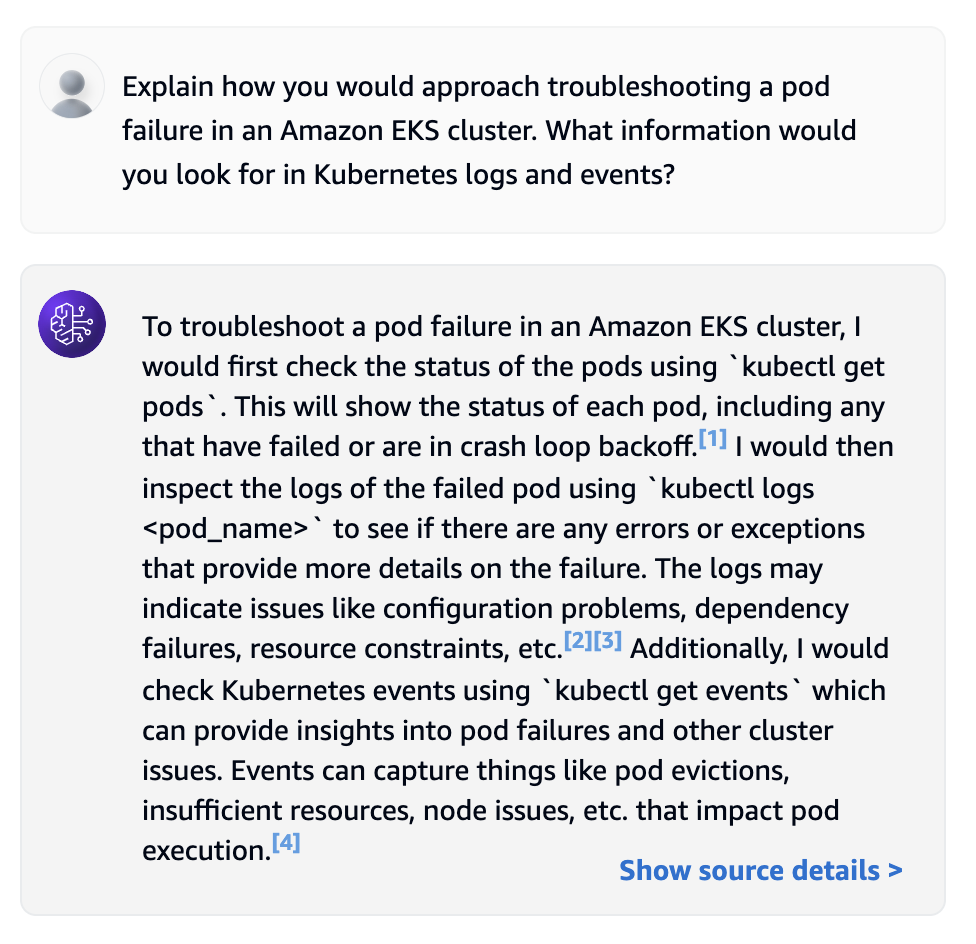 Explain how you would approach troubleshooting a pod
failure in an Amazon EKS cluster. What information would
you look for in Kubernetes logs and events?
To troubleshoot a pod failure in an Amazon EKS cluster, I
would first check the status of the pods using `kubectl get
pods`. This will show the status of each pod, including any
that have failed or are in crash loop backoff.[1] I would then
inspect the logs of the failed pod using `kubectl logs
<pod_name>` to see if there are any errors or exceptions
that provide more details on the failure. The logs may
indicate issues like configuration problems, dependency
failures, resource constraints, etc.[2][3] Additionally, I would
check Kubernetes events using `kubectl get events` which
can provide insights into pod failures and other cluster
issues. Events can capture things like pod evictions,
insufficient resources, node issues, etc. that impact pod
execution.[4]
Show source details >